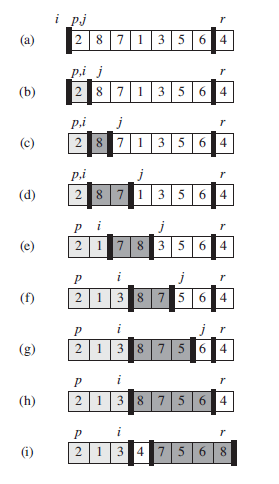 i p,j r
(a) 2 8 7 1 3 5 6 4
p,i j r
(b) 2 8 7 1 3 5 6 4
p,i j r
(c) 2 8 7 1 3 5 6 4
p,i j r
(d) 2 8 7 1 3 5 6 4
p i j r
(e) 2 1 7 8 3 5 6 4
p i j r
(f) 2 1 3 8 7 5 6 4
p i j r
(g) 2 1 3 8 7 5 6 4
p i r
(h) 2 1 3 8 7 5 6 4
p i r
(i) 2 1 3 4 7 5 6 8